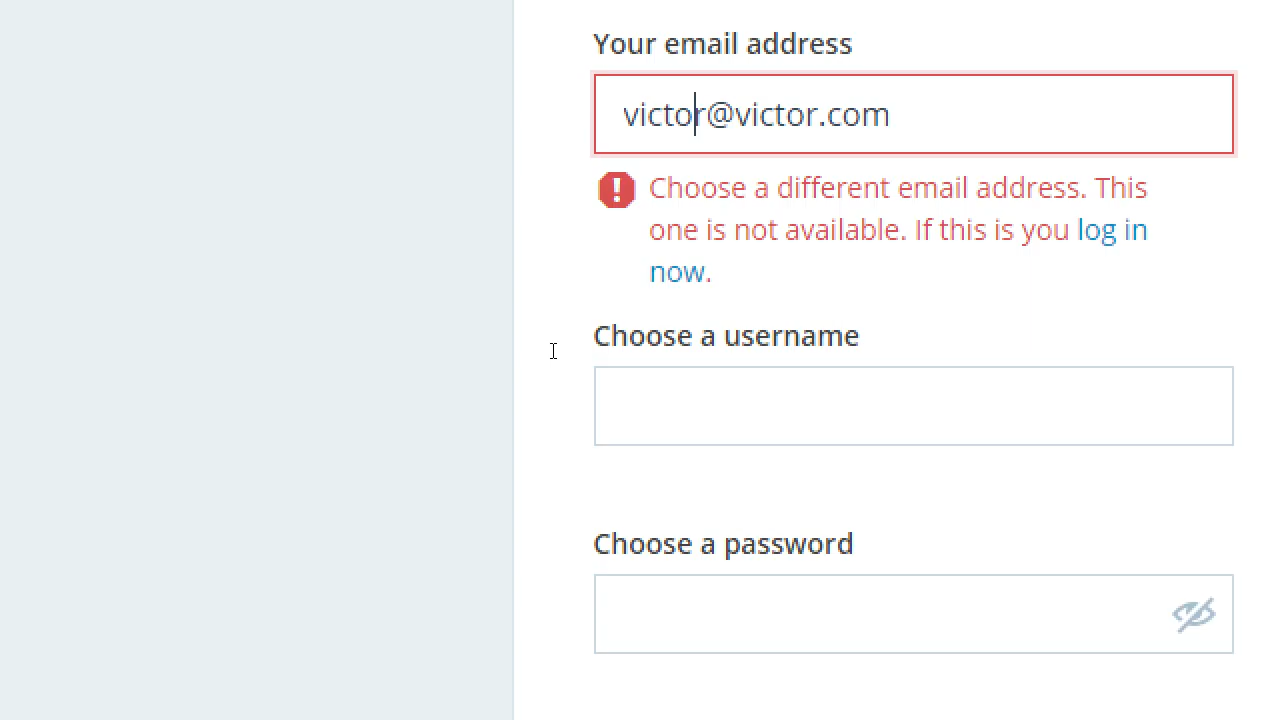 Your email address
victor@victor.com
Choose a different email address. This
one is not available. If this is you log in
now.
Choose a username
Choose a password